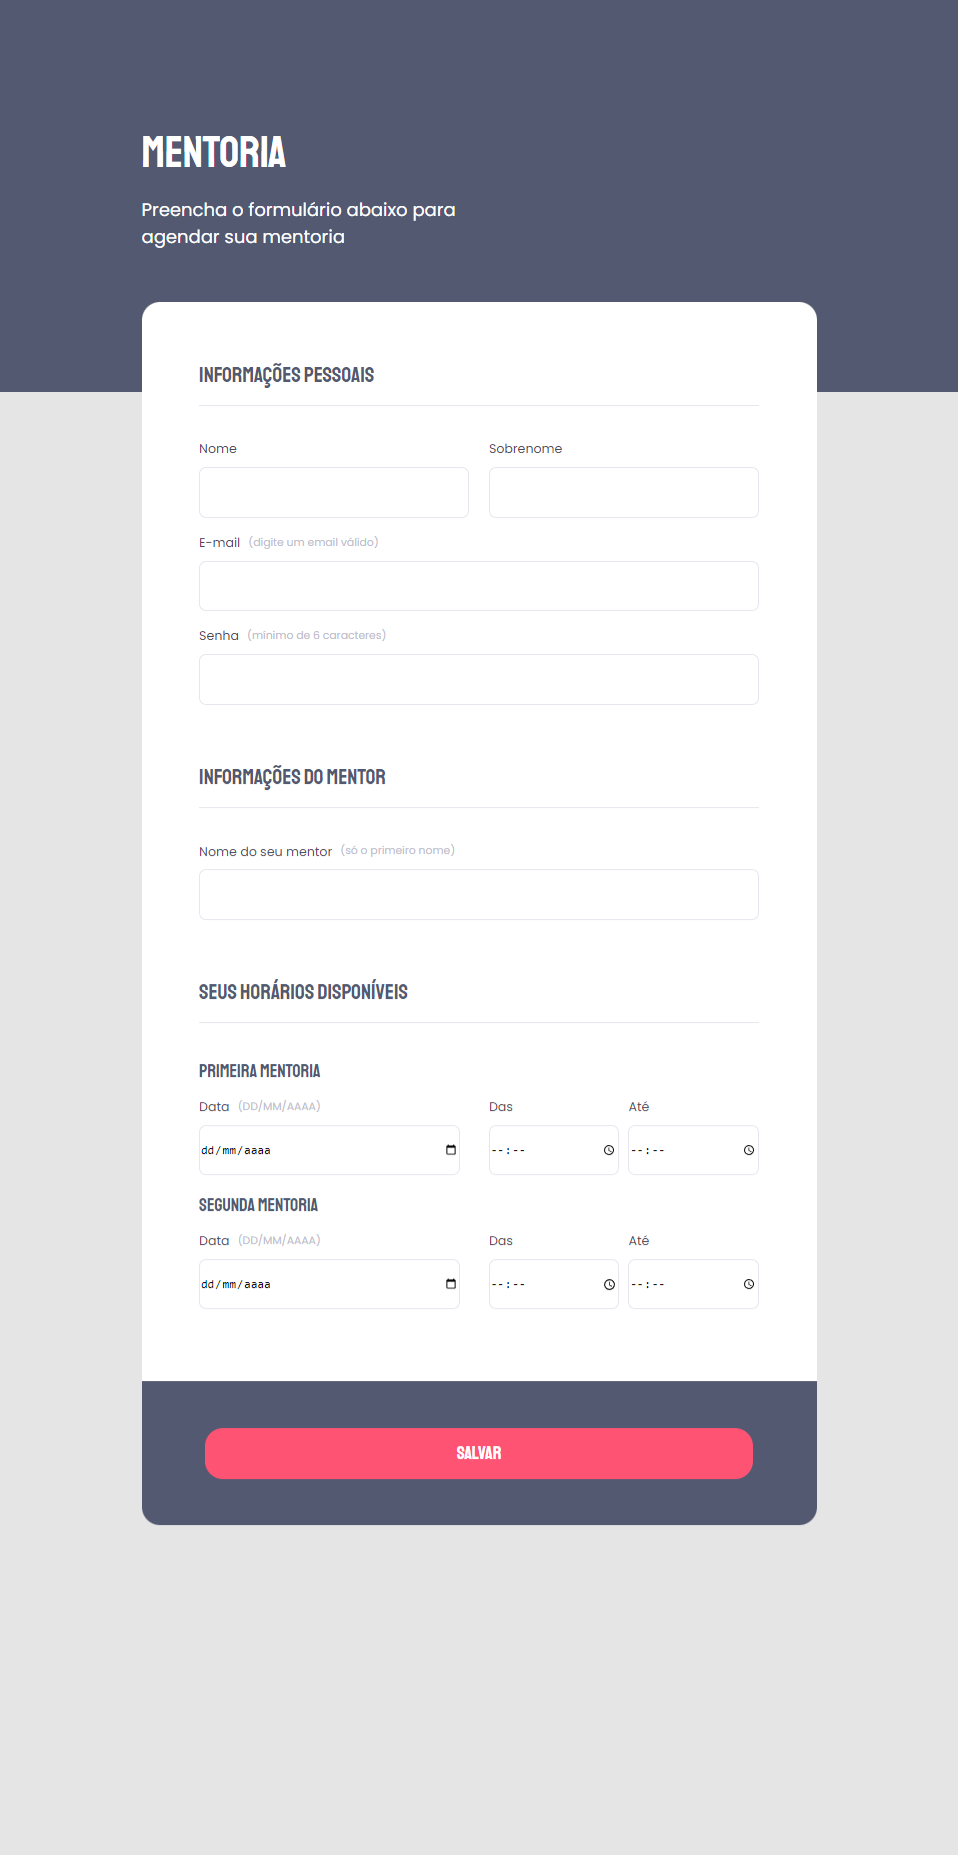 MENTORIA
Preencha o formulário abaixo para
agendar sua mentoria
INFORMAÇÕES PESSOAIS
Nome Sobrenome
E-mail (digite um email válido)
Senha (mínimo de 6 caracteres)
INFORMAÇÕES DO MENTOR
Nome do seu mentor (só o primeiro nome)
SEUS HORÁRIOS DISPONÍVEIS
PRIMEIRA MENTORIA
Data (DD/MM/AAAA) Das Até
dd/mm/aaaa --:-- --:--
SEGUNDA MENTORIA
Data (DD/MM/AAAA) Das Até
dd/mm/aaaa --:-- --:--
SALVAR